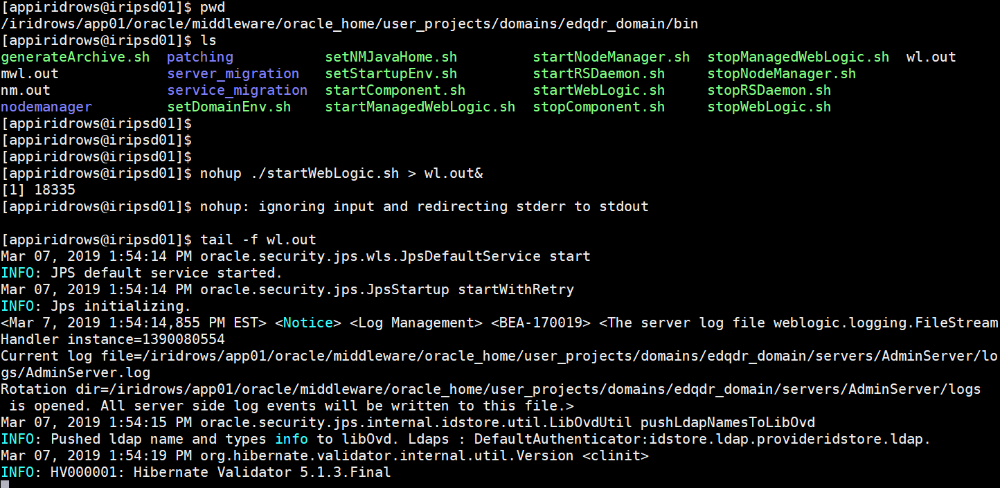 [appiridrows@iripsd01]$ pwd
/iridrows/app01/oracle/middleware/oracle_home/user_projects/domains/edqdr_domain/bin
[appiridrows@iripsd01]$ ls
generateArchive.sh  patching           setNMJavaHome.sh         startNodeManager.sh  stopManagedWebLogic.sh  wl.out
mwl.out             server_migration   setStartupEnv.sh         startRSDaemon.sh     stopNodeManager.sh
nm.out              service_migration  startComponent.sh        startWebLogic.sh     stopRSDaemon.sh
nodemanager         setDomainEnv.sh    startManagedWebLogic.sh  stopComponent.sh     stopWebLogic.sh
[appiridrows@iripsd01]$
[appiridrows@iripsd01]$
[appiridrows@iripsd01]$
[appiridrows@iripsd01]$ nohup ./startWebLogic.sh > wl.out&
[1] 18335
[appiridrows@iripsd01]$ nohup: ignoring input and redirecting stderr to stdout
[appiridrows@iripsd01]$ tail -f wl.out
Mar 07, 2019 1:54:14 PM oracle.security.jps.wls.JpsDefaultService start
INFO: JPS default service started.
Mar 07, 2019 1:54:14 PM oracle.security.jps.JpsStartup startWithRetry
INFO: Jps initializing.
<Mar 7, 2019 1:54:14,855 PM EST> <Notice> <Log Management> <BEA-170019> <The server log file weblogic.logging.FileStream
Handler instance=1390080554
Current log file=/iridrows/app01/oracle/middleware/oracle_home/user_projects/domains/edqdr_domain/servers/AdminServer/lo
gs/AdminServer.log
Rotation dir=/iridrows/app01/oracle/middleware/oracle_home/user_projects/domains/edqdr_domain/servers/AdminServer/logs
 is opened. All server side log events will be written to this file.>
Mar 07, 2019 1:54:15 PM oracle.security.jps.internal.idstore.util.LibOvdUtil pushLdapNamesToLibOvd
INFO: Pushed ldap name and types info to libOvd. Ldaps : DefaultAuthenticator:idstore.ldap.provideridstore.ldap.
Mar 07, 2019 1:54:19 PM org.hibernate.validator.internal.util.Version <clinit>
INFO: HV000001: Hibernate Validator 5.1.3.Final